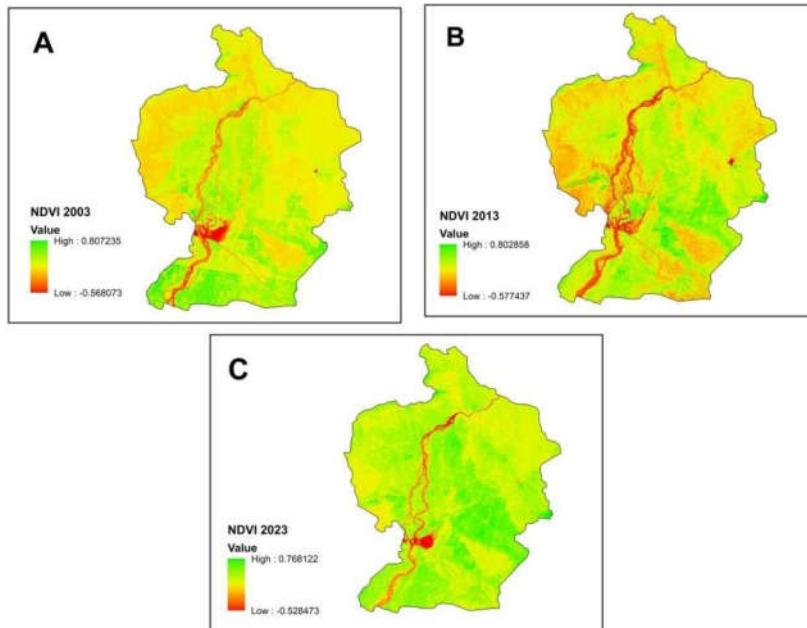 A
NDVI 2003
Value
High : 0.807235
Low : -0.568073
B
NDVI 2013
Value
High : 0.802858
Low : -0.577437
C
NDVI 2023
Value
High : 0.768122
Low : -0.528473